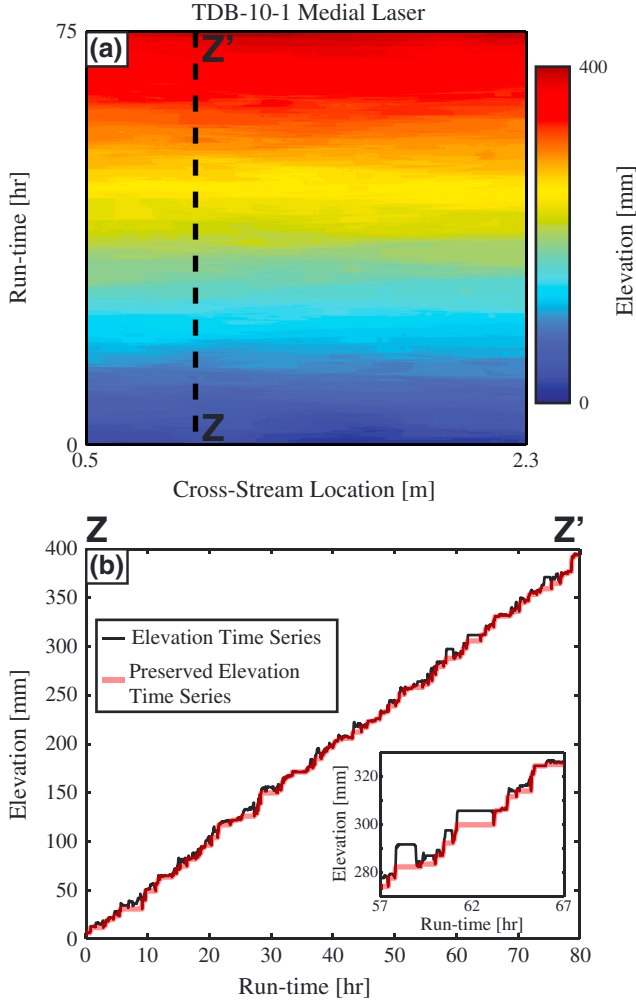 TDB-10-1 Medial Laser
75
(a)
Z'
400
Run-time [hr]
Elevation [mm]
Z
0
0
0.5
2.3
Cross-Stream Location [m]
Z
Z'
400
(b)
350
Elevation Time Series
300
Preserved Elevation
Time Series
250
Elevation [mm]
200
150
320
Elevation [mm]
100
300
50
280
57
62
67
Run-time [hr]
0
0
10
20
30
40
50
60
70
80
Run-time [hr]